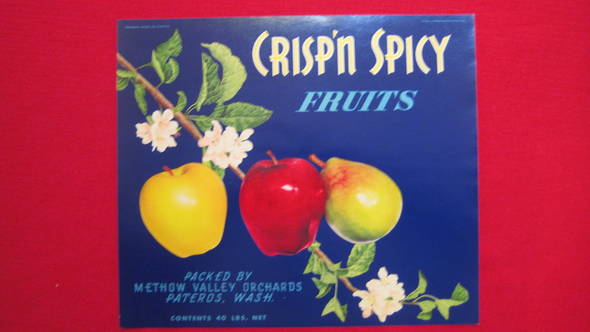 CRISP'N SPICY
FRUITS
PACKED BY
METHOW VALLEY ORCHARDS
PATEROS, WASH.
CONTENTS 40 LBS. NET